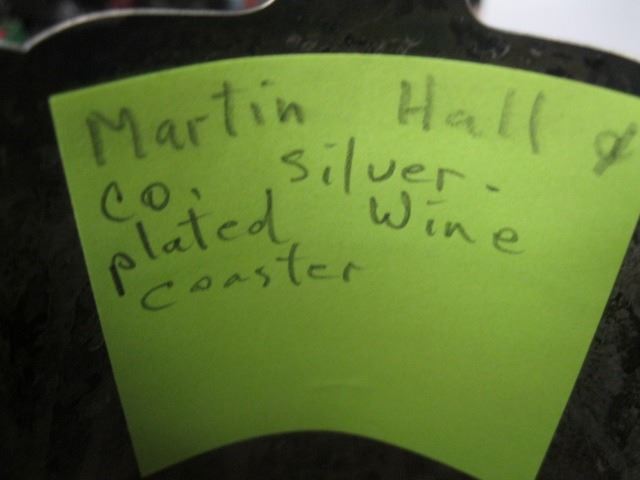 Martin Hall &
co. silver-
plated Wine
coaster